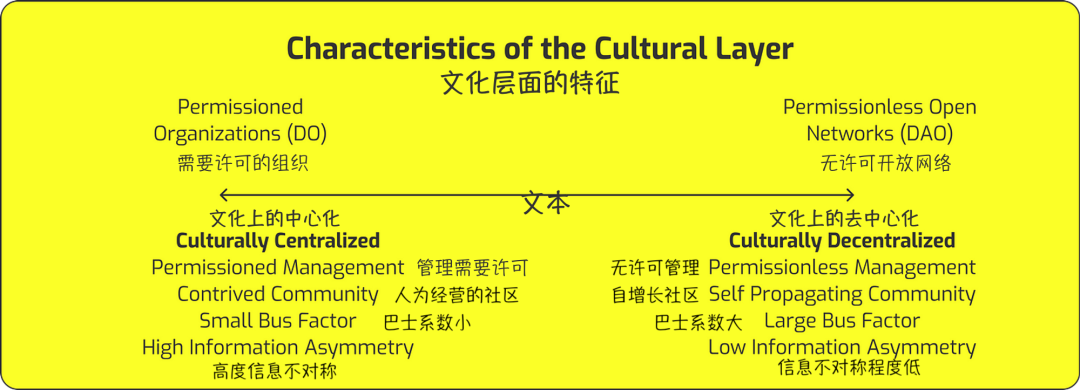 Characteristics of the Cultural Layer
文化层面的特征
Permissioned
Organizations (DO)
需要许可的组织
Permissionless Open
Networks (DAO)
无许可开放网络
文本
文化上的中心化
Culturally Centralized
Permissioned Management 管理需要许可
Contrived Community 人为经营的社区
Small Bus Factor 巴士系数小
High Information Asymmetry
高度信息不对称
文化上的去中心化
Culturally Decentralized
无许可管理 Permissionless Management
自增长社区 Self Propagating Community
巴士系数大 Large Bus Factor
Low Information Asymmetry
信息不对称程度低